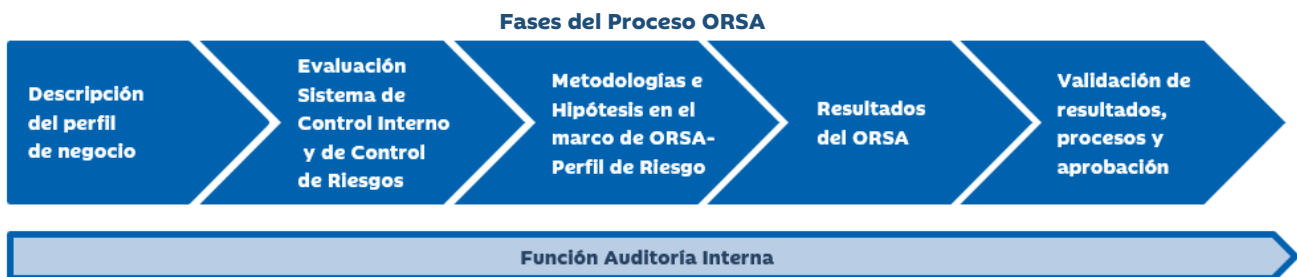 Fases del Proceso ORSA
Descripción
del perfil
de negocio
Evaluación
Sistema de
Control Interno
y de Control
de Riesgos
Metodologías e
Hipótesis en el
marco de ORSA-
Perfil de Riesgo
Resultados
del ORSA
Validación de
resultados,
procesos y
aprobación
Función Auditoría Interna